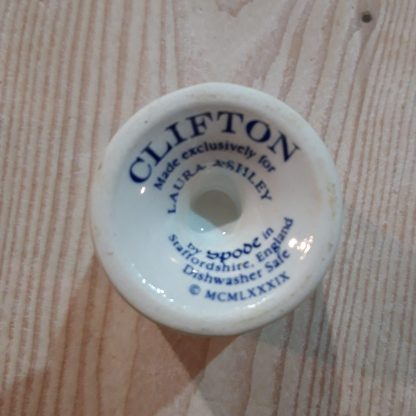 CLIFTON
Made exclusively for
LAURA ASHLEY
by Spode in
Staffordshire, England
Dishwasher Safe
© MCMLXXXIX